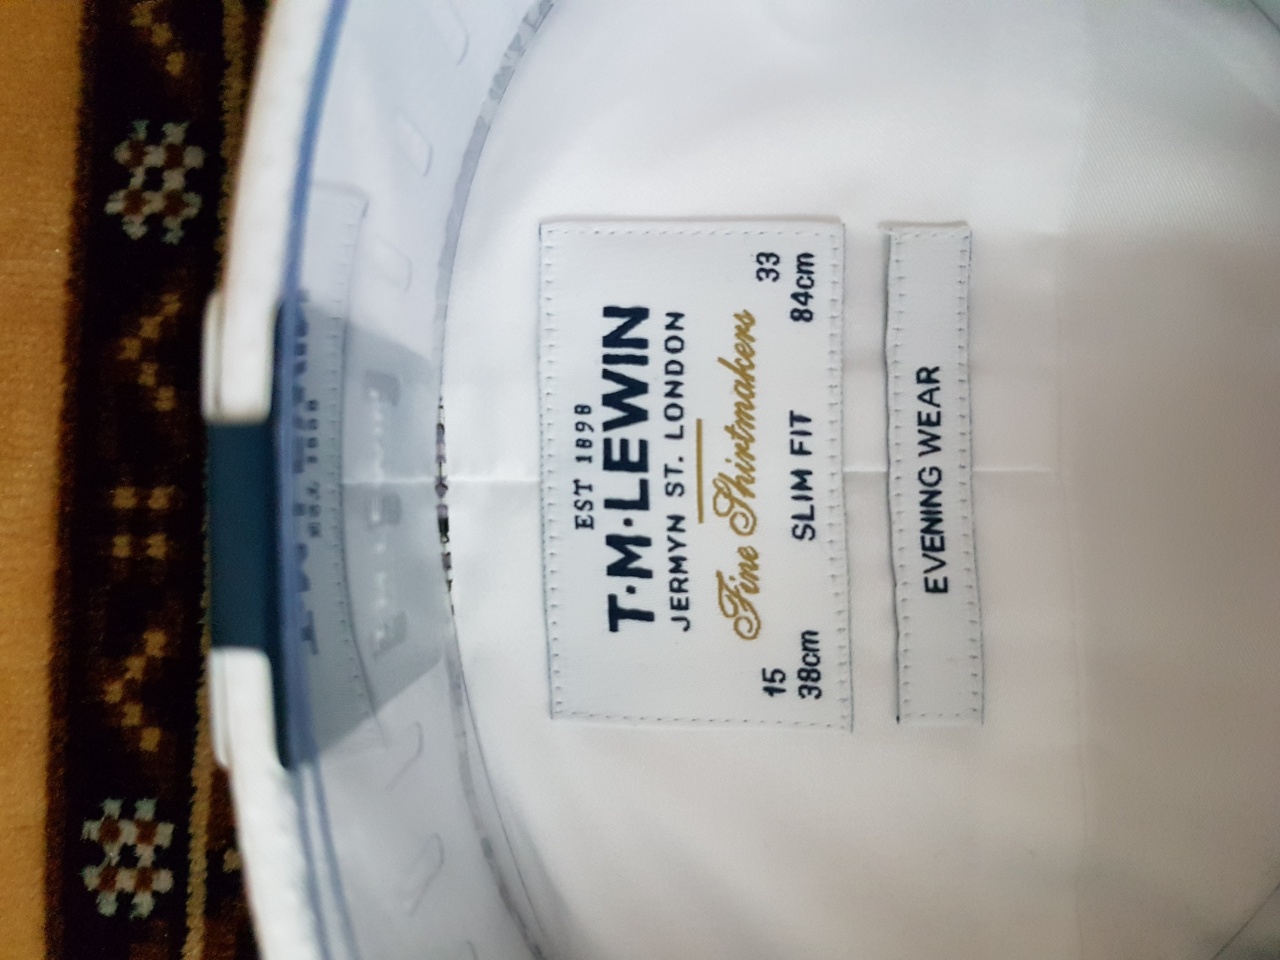 EST 1898
T·M·LEWIN
JERMYN ST. LONDON
Fine Shirtmakers
15 33
38cm SLIM FIT 84cm
EVENING WEAR